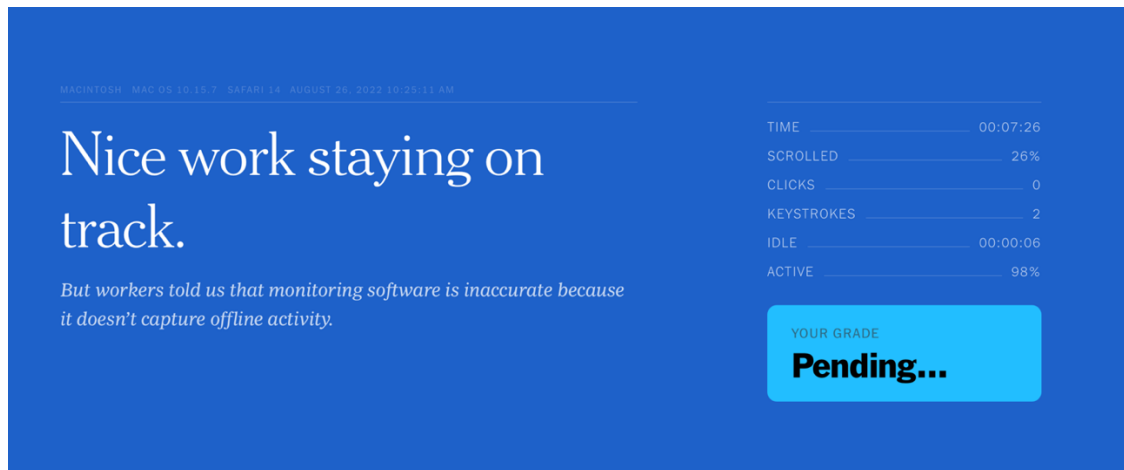 MACINTOSH MAC OS 10.15.7 SAFARI 14 AUGUST 26, 2022 10:25:11 AM
Nice work staying on
track.
But workers told us that monitoring software is inaccurate because
it doesn’t capture offline activity.
TIME 00:07:26
SCROLLED 26%
CLICKS 0
KEYSTROKES 2
IDLE 00:00:06
ACTIVE 98%
YOUR GRADE
Pending...